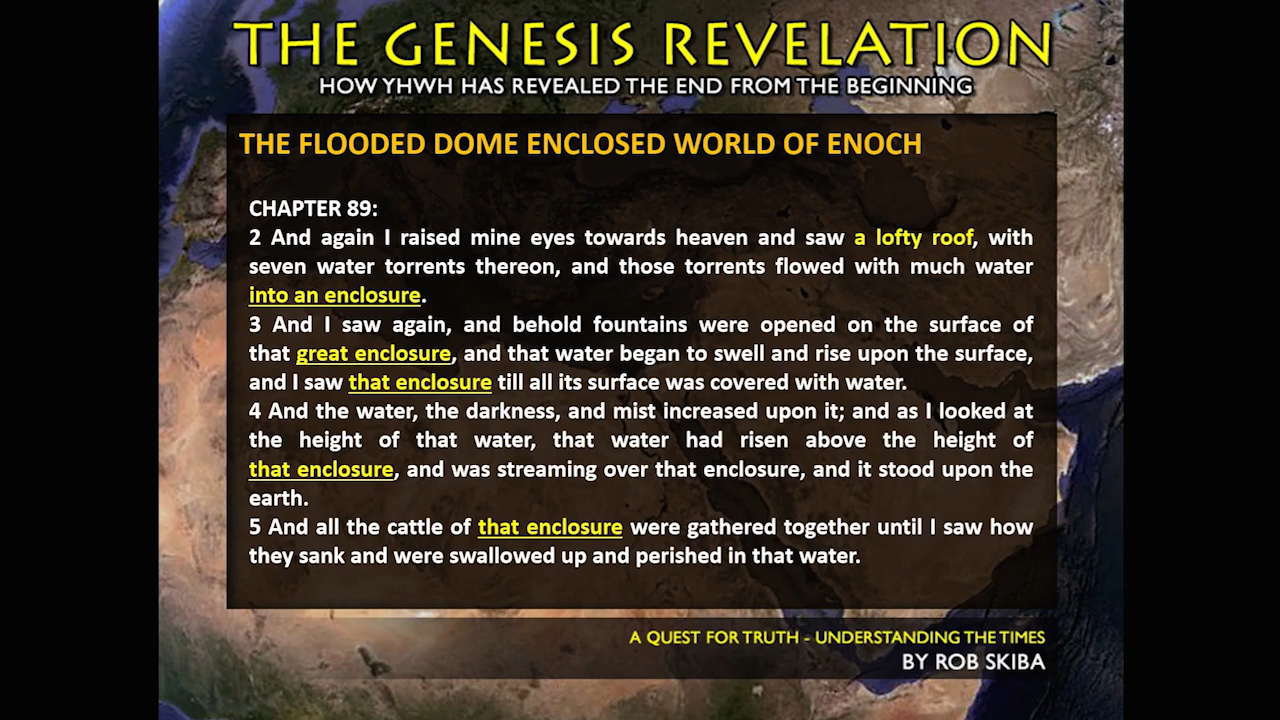 THE GENESIS REVELATION
HOW YHWH HAS REVEALED THE END FROM THE BEGINNING
THE FLOODED DOME ENCLOSED WORLD OF ENOCH
CHAPTER 89:
2 And again I raised mine eyes towards heaven and saw a lofty roof, with
seven water torrents thereon, and those torrents flowed with much water
into an enclosure.
3 And I saw again, and behold fountains were opened on the surface of
that great enclosure, and that water began to swell and rise upon the surface,
and I saw that enclosure till all its surface was covered with water.
4 And the water, the darkness, and mist increased upon it; and as I looked at
the height of that water, that water had risen above the height of
that enclosure, and was streaming over that enclosure, and it stood upon the
earth.
5 And all the cattle of that enclosure were gathered together until I saw how
they sank and were swallowed up and perished in that water.
A QUEST FOR TRUTH - UNDERSTANDING THE TIMES
BY ROB SKIBA